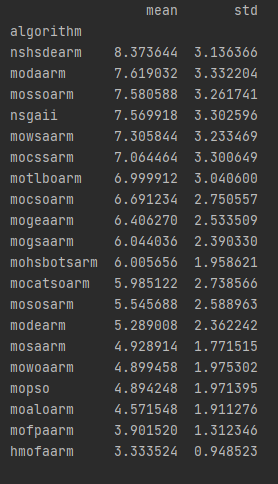 mean std
algorithm
nshsdearm 8.373644 3.136366
modaarm 7.619032 3.332204
mossoarm 7.580588 3.261741
nsgaii 7.569918 3.302596
mowsaarm 7.305844 3.233469
mocssarm 7.064464 3.300649
motlboarm 6.999912 3.040600
mocsoarm 6.691234 2.750557
mogeaarm 6.406270 2.533509
mogsaarm 6.044036 2.390330
mohsbotsarm 6.005656 1.958621
mocatsoarm 5.985122 2.738566
mososarm 5.545688 2.588963
modearm 5.289008 2.362242
mosaarm 4.928914 1.771515
mowoaarm 4.899458 1.975302
mopso 4.894248 1.971395
moaloarm 4.571548 1.911276
mofpaarm 3.901520 1.312346
hmofaarm 3.333524 0.948523